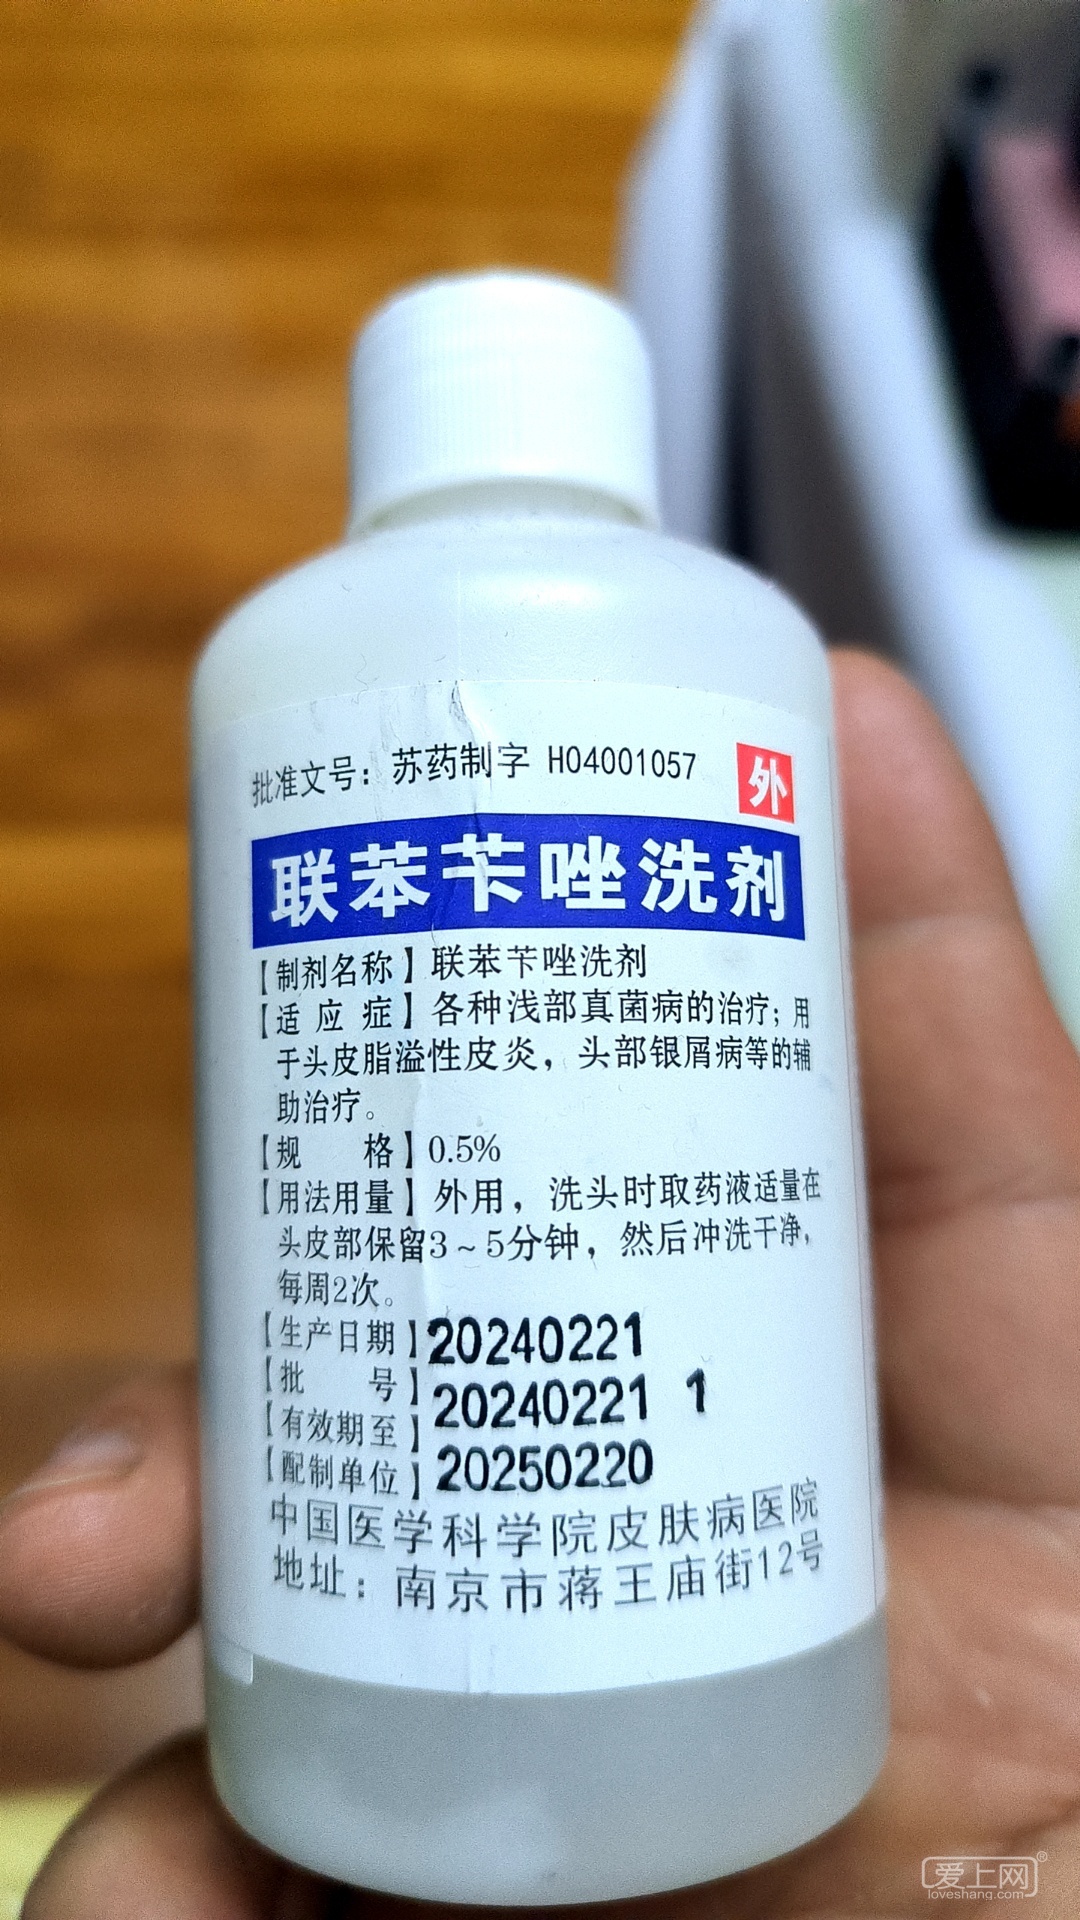 批准文号：苏药制字 H04001057
外
联苯苄唑洗剂
【制剂名称】联苯苄唑洗剂
【适应症】各种浅部真菌病的治疗；用
于头皮脂溢性皮炎，头部银屑病等的辅
助治疗。
【规格】0.5%
【用法用量】外用，洗头时取药液适量在
头皮部保留3～5分钟，然后冲洗干净，
每周2次。
【生产日期】20240221
【批号】20240221 1
【有效期至】20250220
【配制单位】
中国医学科学院皮肤病医院
地址：南京市蒋王庙街12号
爱上网®
loveshang.com